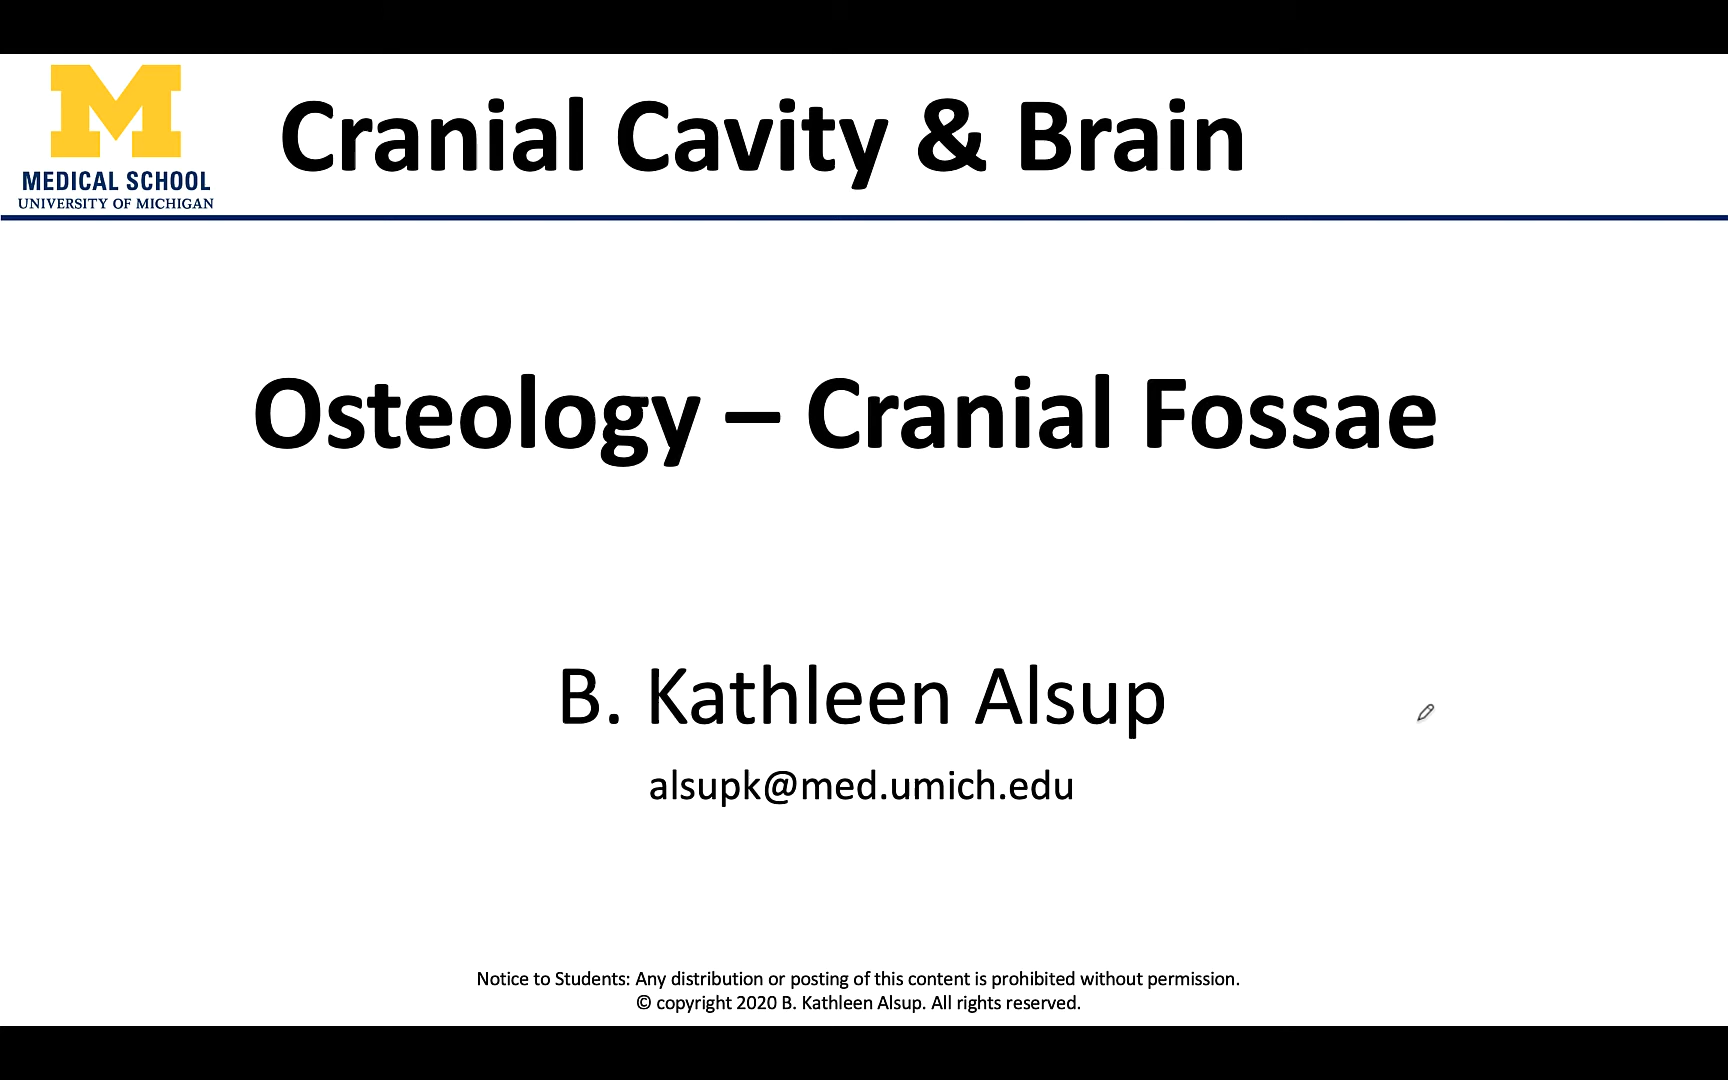 M
MEDICAL SCHOOL
UNIVERSITY OF MICHIGAN
Cranial Cavity & Brain
Osteology – Cranial Fossae
B. Kathleen Alsup
alsupk@med.umich.edu
Notice to Students: Any distribution or posting of this content is prohibited without permission.
© copyright 2020 B. Kathleen Alsup. All rights reserved.